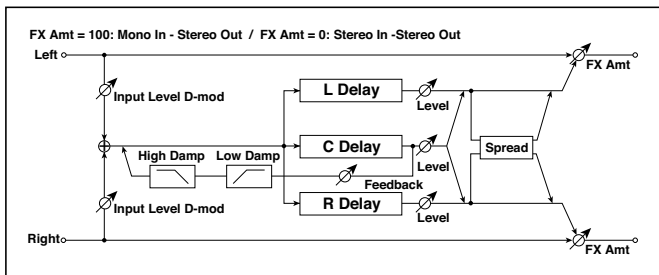 FX Amt = 100: Mono In - Stereo Out / FX Amt = 0: Stereo In -Stereo Out
Left
FX Amt
Input Level D-mod
L Delay
Level
High Damp
Low Damp
C Delay
Level
Spread
Feedback
Input Level D-mod
R Delay
Level
Right
FX Amt